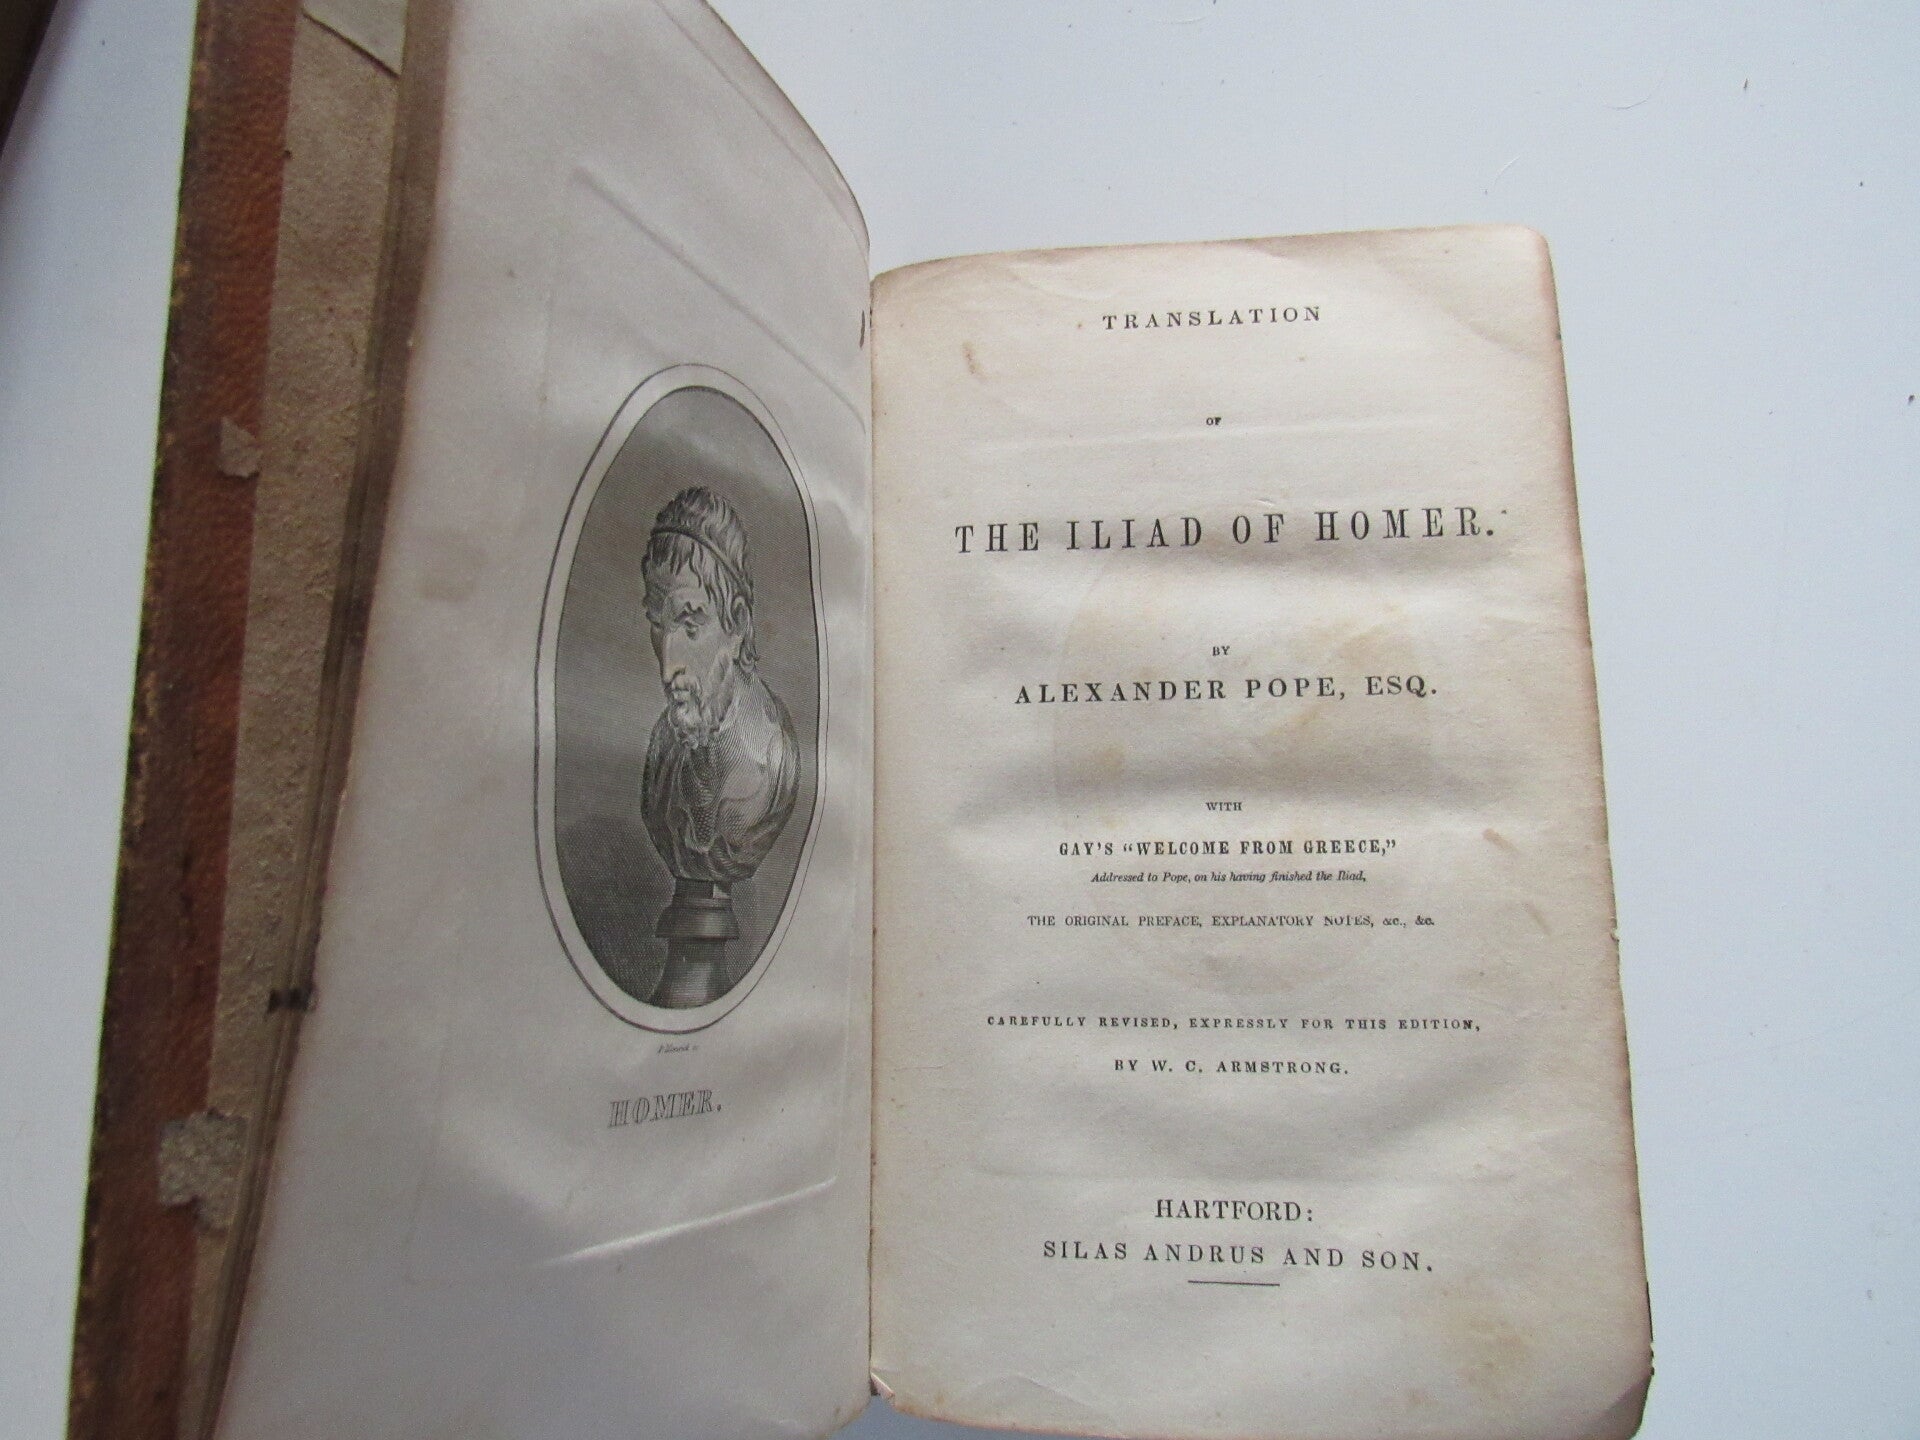 HOMER.
TRANSLATION
OF
THE ILIAD OF HOMER.
BY
ALEXANDER POPE, ESQ.
WITH
GAY'S "WELCOME FROM GREECE,"
Addressed to Pope, on his having finished the Iliad,
THE ORIGINAL PREFACE, EXPLANATORY NOTES, &c., &c.
CAREFULLY REVISED, EXPRESSLY FOR THIS EDITION,
BY W. C. ARMSTRONG.
HARTFORD:
SILAS ANDRUS AND SON.